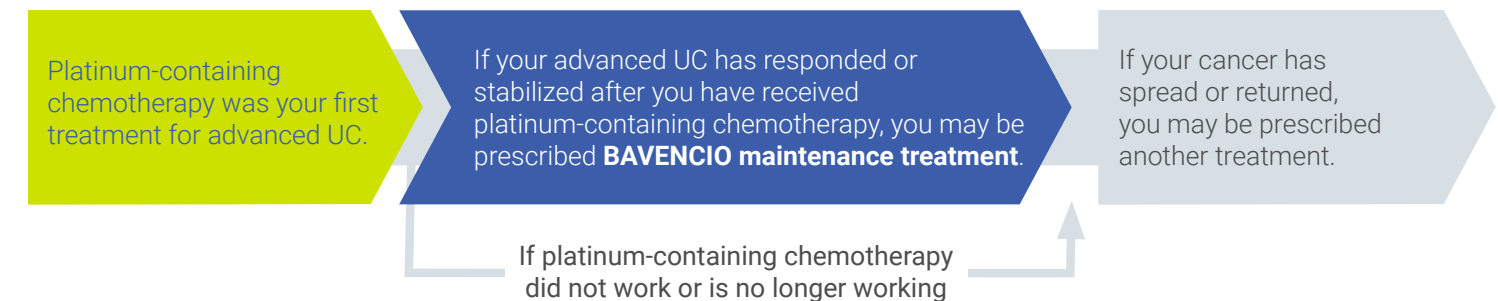 Platinum-containing
chemotherapy was your first
treatment for advanced UC.
If your advanced UC has responded or
stabilized after you have received
platinum-containing chemotherapy, you may be
prescribed BAVENCIO maintenance treatment.
If your cancer has
spread or returned,
you may be prescribed
another treatment.
If platinum-containing chemotherapy
did not work or is no longer working